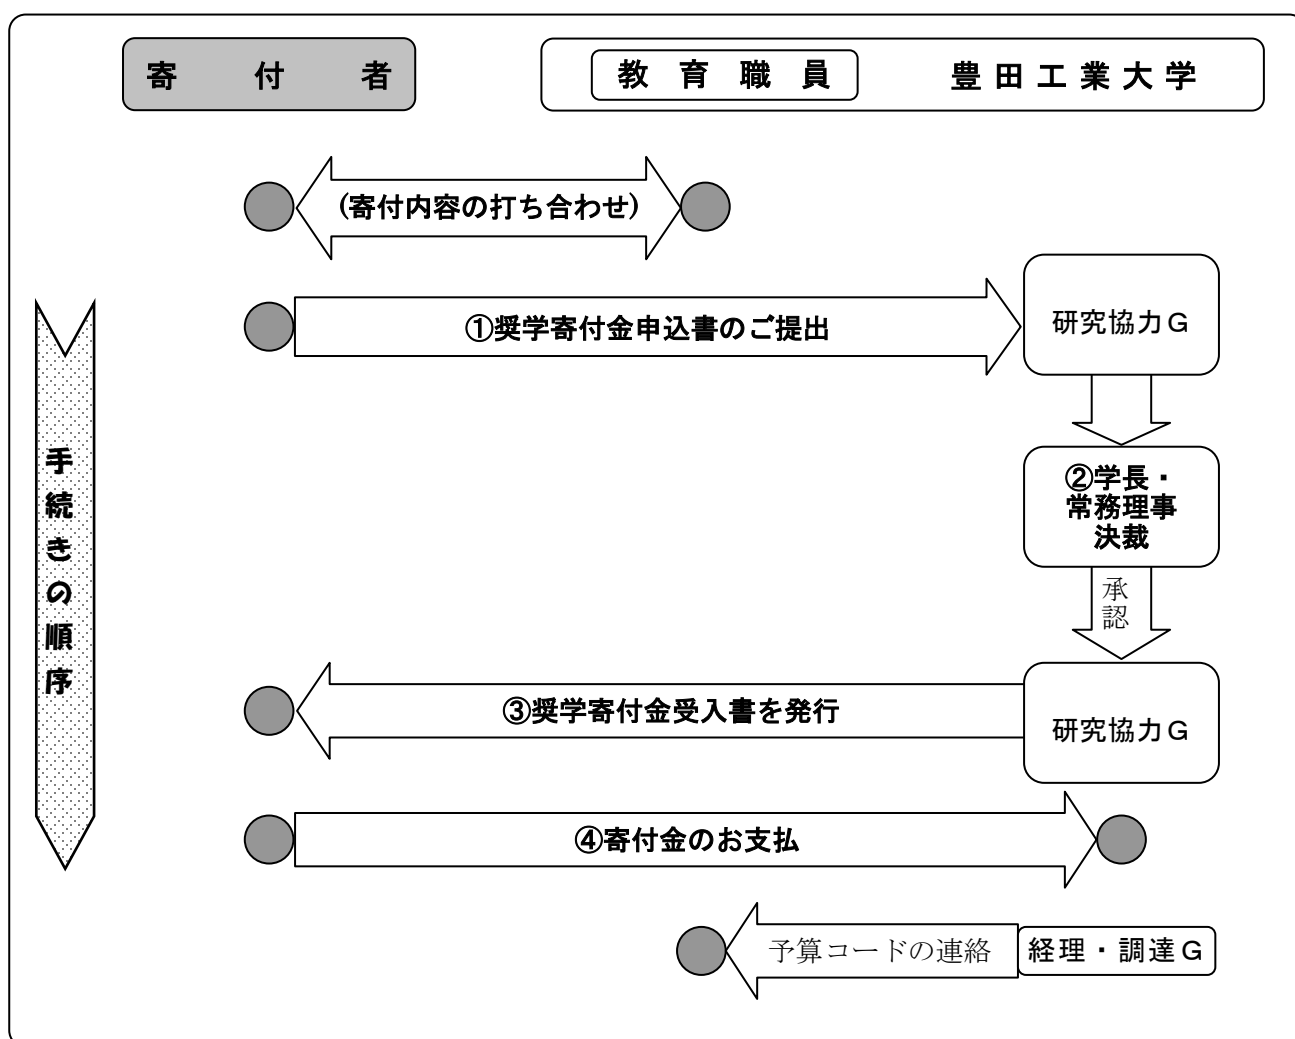 寄付者
教育職員
豊田工業大学
(寄付内容の打ち合わせ)
①奨学寄付金申込書のご提出
研究協力G
②学長・
常務理事
決裁
承認
手続きの順序
③奨学寄付金受入書を発行
研究協力G
④寄付金のお支払
予算コードの連絡
経理・調達G